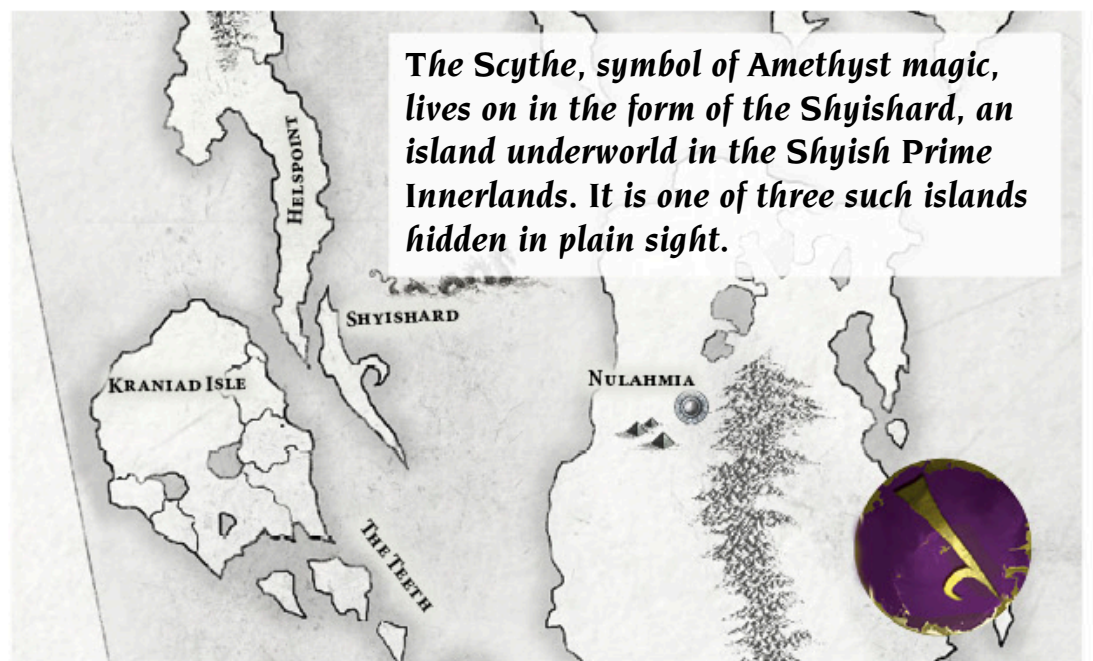 The Scythe, symbol of Amethyst magic,
lives on in the form of the Shyishard, an
island underworld in the Shyish Prime
Innerlands. It is one of three such islands
hidden in plain sight.
Helspoint
Shyishard
Kraniad Isle
Nulahmia
The Teeth